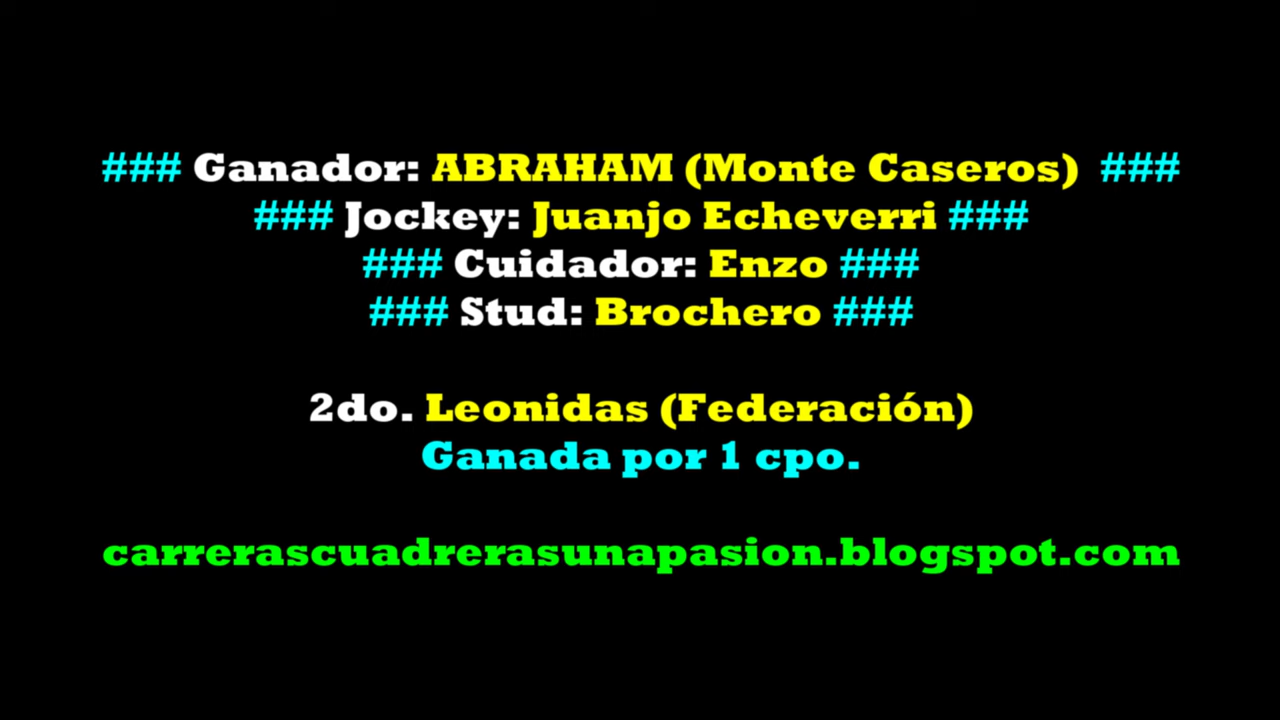 ### Ganador: ABRAHAM (Monte Caseros) ###
### Jockey: Juanjo Echeverri ###
### Cuidador: Enzo ###
### Stud: Brochero ###
2do. Leonidas (Federación)
Ganada por 1 cpo.
carrerascuadrerasunapasion.blogspot.com